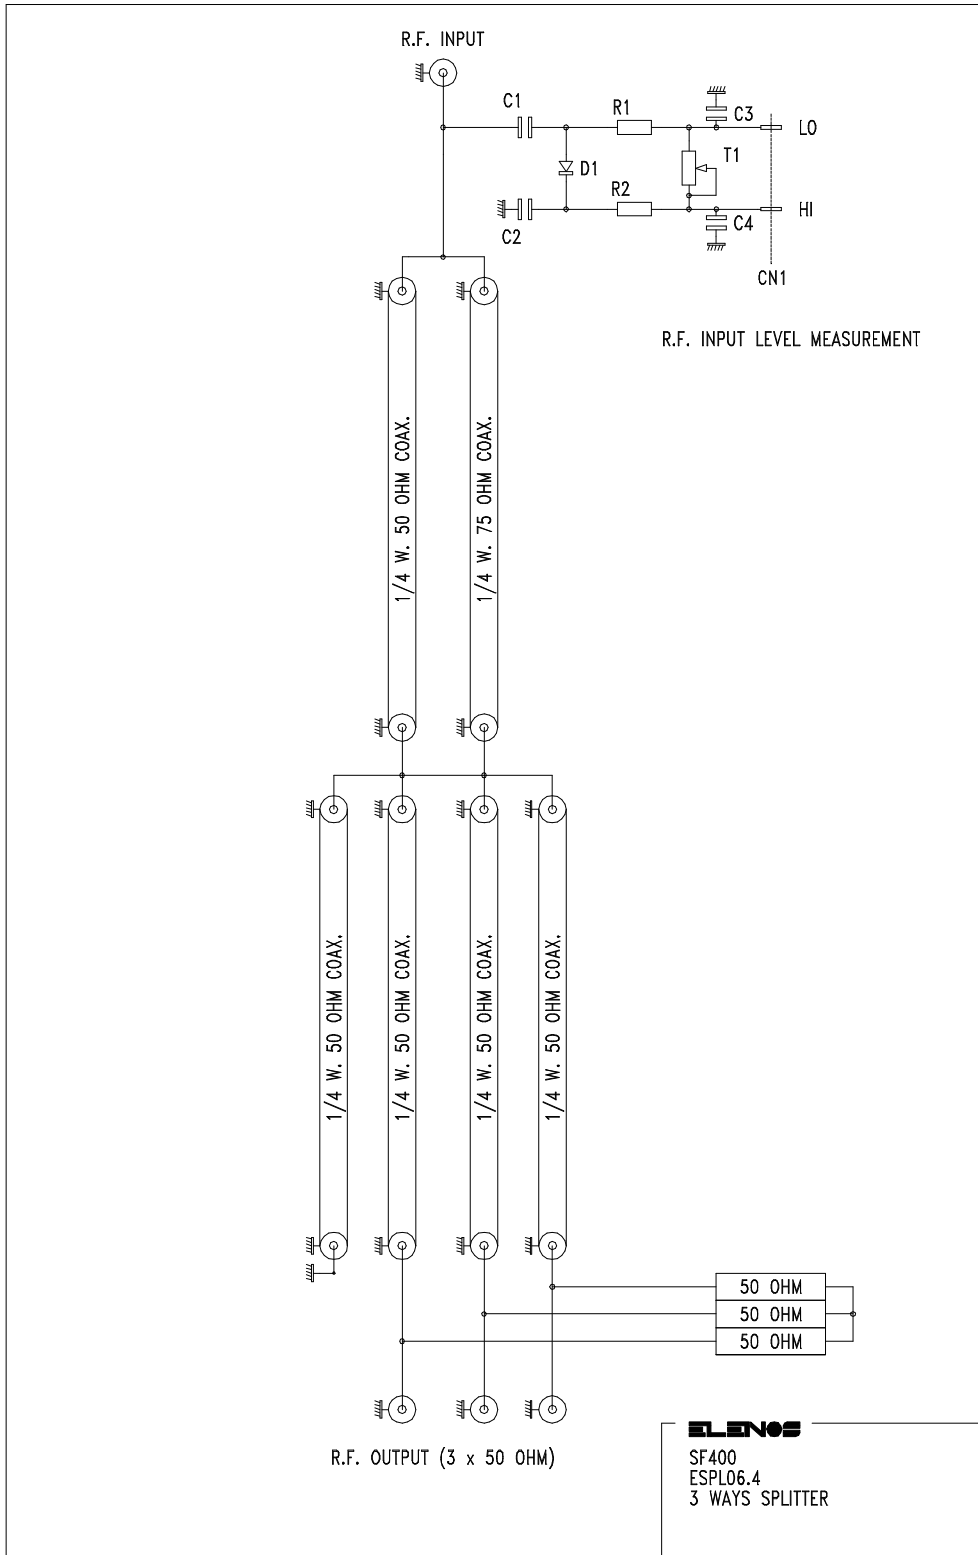 R.F. INPUT
C1
R1
C3
LO
D1
T1
R2
HI
C2
C4
CN1
R.F. INPUT LEVEL MEASUREMENT
1/4 W. 50 OHM COAX.
1/4 W. 75 OHM COAX.
1/4 W. 50 OHM COAX.
1/4 W. 50 OHM COAX.
1/4 W. 50 OHM COAX.
1/4 W. 50 OHM COAX.
50 OHM
50 OHM
50 OHM
R.F. OUTPUT (3 x 50 OHM)
ELENOS
SF400
ESPL06.4
3 WAYS SPLITTER